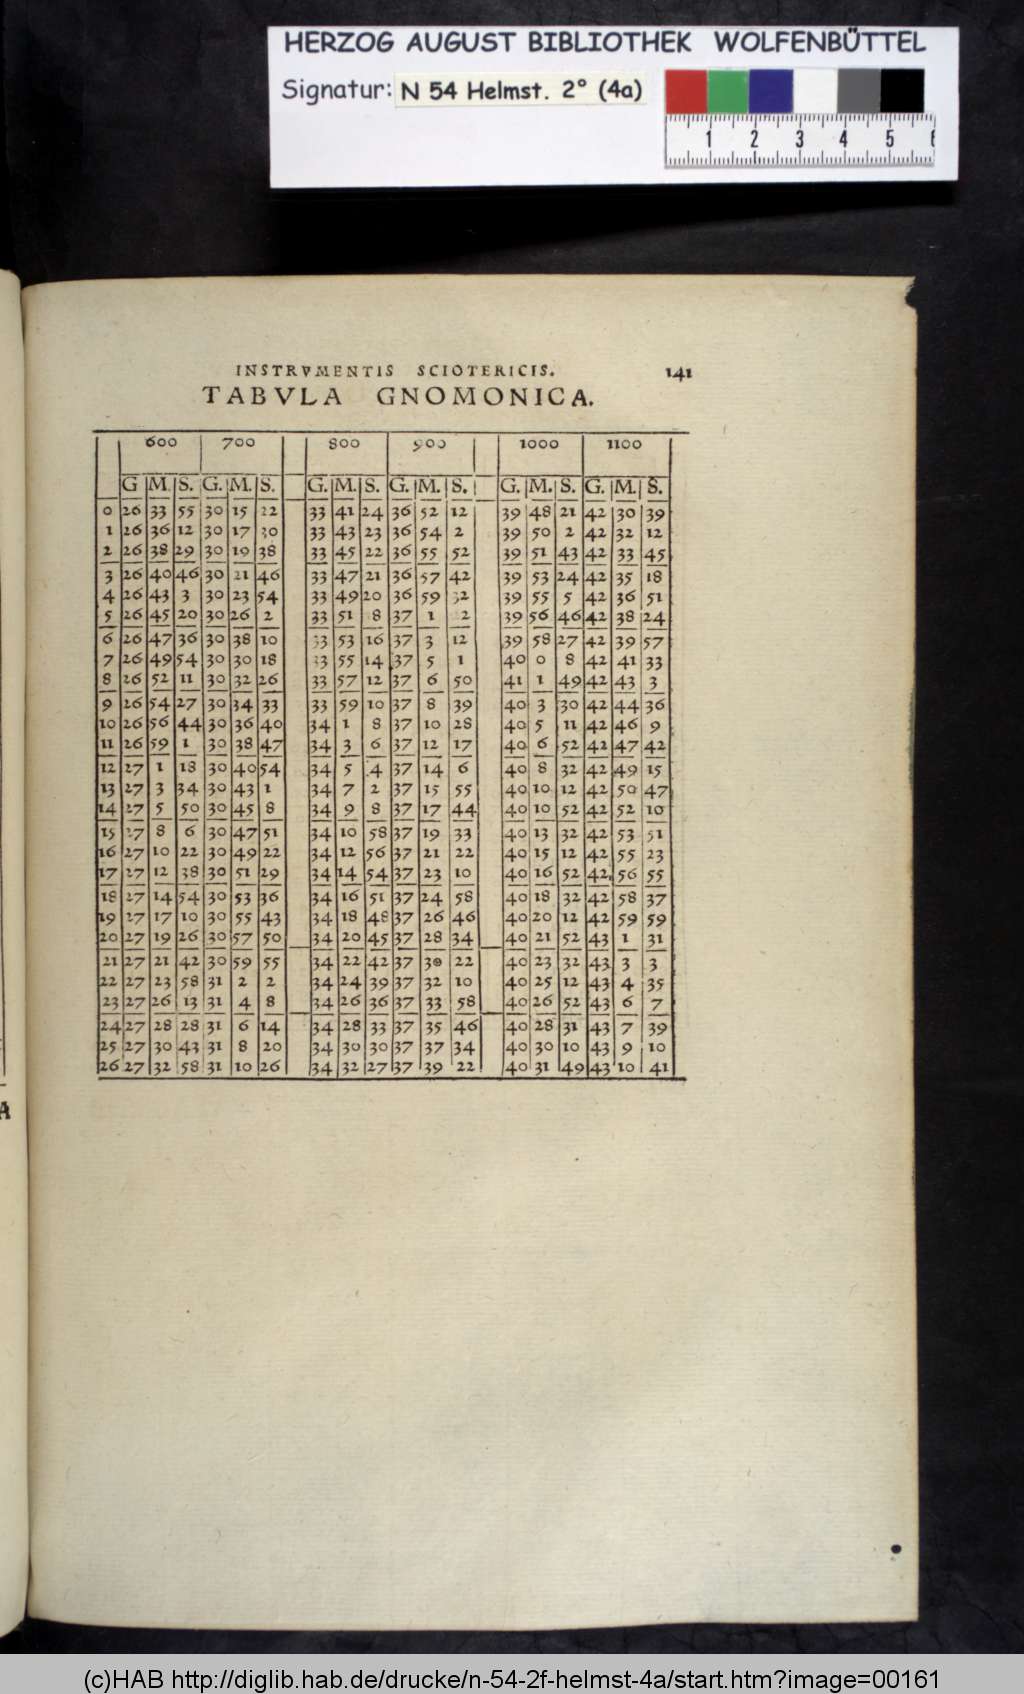 HERZOG AUGUST BIBLIOTHEK WOLFENBÜTTEL
Signatur: N 54 Helmst. 2° (4a)
1 2 3 4 5 6
INSTRVMENTIS SCIOTERICIS. 141
TABVLA GNOMONICA.
600 700 800 900 1000 1100
G M. S. G. M. S. G. M. S. G. M. S. G. M. S. G. M. S.
0 26 33 55 30 15 22 33 41 24 36 52 12 39 48 21 42 30 39
1 26 36 12 30 17 30 33 43 23 36 54 2 39 50 2 42 32 12
2 26 38 29 30 19 38 33 45 22 36 55 52 39 51 43 42 33 45
3 26 40 46 30 21 46 33 47 21 36 57 42 39 53 24 42 35 18
4 26 43 3 30 23 54 33 49 20 36 59 32 39 55 5 42 36 51
5 26 45 20 30 26 2 33 51 8 37 1 2 39 56 46 42 38 24
6 26 47 36 30 38 10 33 53 16 37 3 12 39 58 27 42 39 57
7 26 49 54 30 30 18 33 55 14 37 5 1 40 0 8 42 41 33
8 26 52 11 30 32 26 33 57 12 37 6 50 41 1 49 42 43 3
9 26 54 27 30 34 33 33 59 10 37 8 39 40 3 30 42 44 36
10 26 56 44 30 36 40 34 1 8 37 10 28 40 5 11 42 46 9
11 26 59 1 30 38 47 34 3 6 37 12 17 40 6 52 42 47 42
12 27 1 18 30 40 54 34 5 4 37 14 6 40 8 32 42 49 15
13 27 3 34 30 43 1 34 7 2 37 15 55 40 10 12 42 50 47
14 27 5 50 30 45 8 34 9 8 37 17 44 40 10 52 42 52 10
15 27 8 6 30 47 51 34 10 58 37 19 33 40 13 32 42 53 51
16 27 10 22 30 49 22 34 12 56 37 21 22 40 15 12 42 55 23
17 27 12 38 30 51 29 34 14 54 37 23 10 40 16 52 42 56 55
18 27 14 54 30 53 36 34 16 51 37 24 58 40 18 32 42 58 37
19 27 17 10 30 55 43 34 18 48 37 26 46 40 20 12 42 59 59
20 27 19 26 30 57 50 34 20 45 37 28 34 40 21 52 43 1 31
21 27 21 42 30 59 55 34 22 42 37 30 22 40 23 32 43 3 3
22 27 23 58 31 2 2 34 24 39 37 32 10 40 25 12 43 4 35
23 27 26 13 31 4 8 34 26 36 37 33 58 40 26 52 43 6 7
24 27 28 28 31 6 14 34 28 33 37 35 46 40 28 31 43 7 39
25 27 30 43 31 8 20 34 30 30 37 37 34 40 30 10 43 9 10
26 27 32 58 31 10 26 34 32 27 37 39 22 40 31 49 43 10 41
A
(c)HAB http://diglib.hab.de/drucke/n-54-2f-helmst-4a/start.htm?image=00161